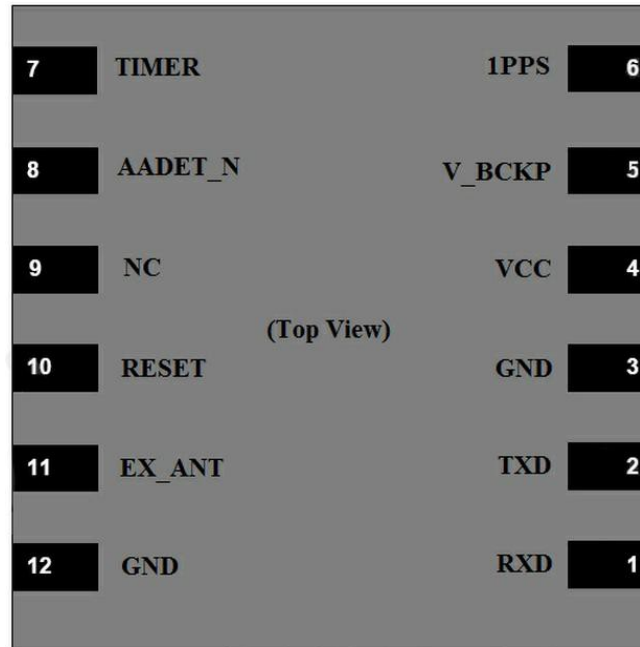 7 TIMER 1PPS 6
8 AADET_N V_BCKP 5
9 NC VCC 4
(Top View)
10 RESET GND 3
11 EX_ANT TXD 2
12 GND RXD 1